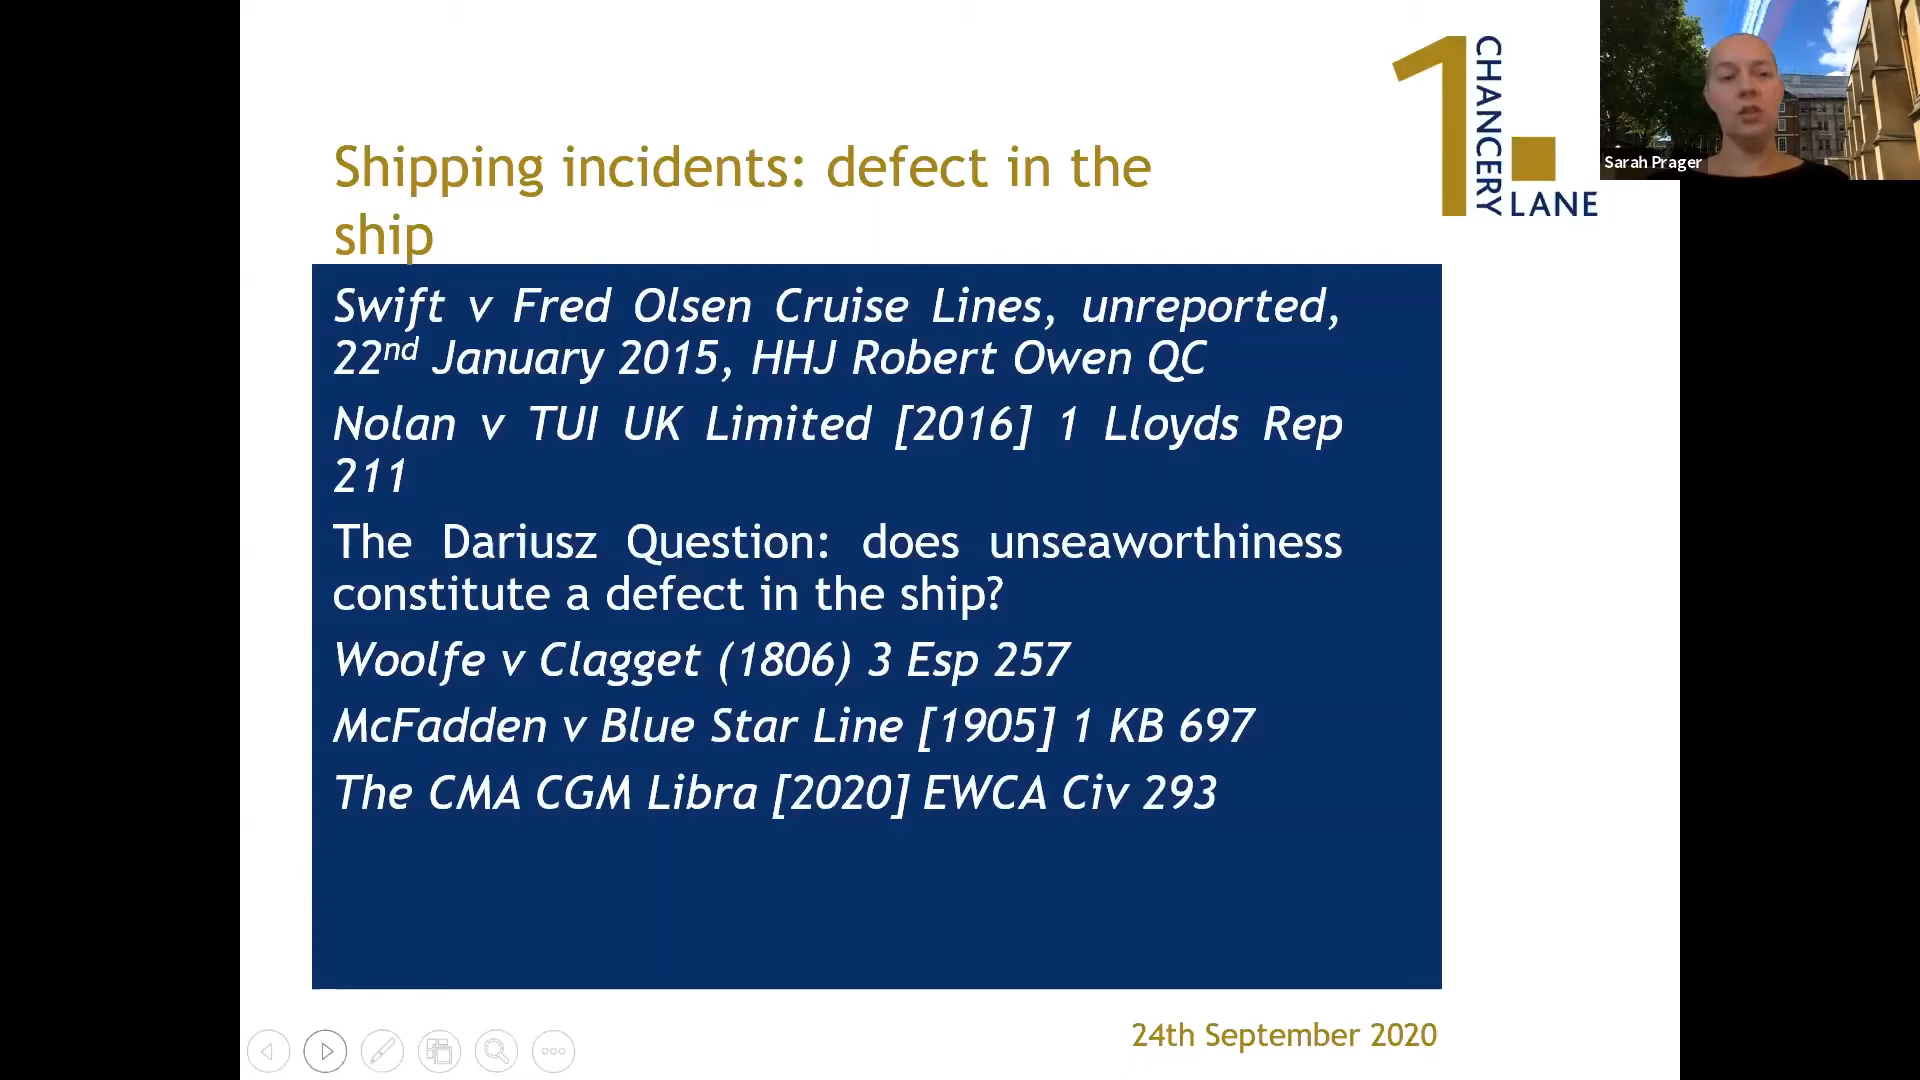 1 CHANCERY LANE
Sarah Prager
Shipping incidents: defect in the
ship
Swift v Fred Olsen Cruise Lines, unreported,
22nd January 2015, HHJ Robert Owen QC
Nolan v TUI UK Limited [2016] 1 Lloyds Rep
211
The Dariusz Question: does unseaworthiness
constitute a defect in the ship?
Woolfe v Clagget (1806) 3 Esp 257
McFadden v Blue Star Line [1905] 1 KB 697
The CMA CGM Libra [2020] EWCA Civ 293
24th September 2020